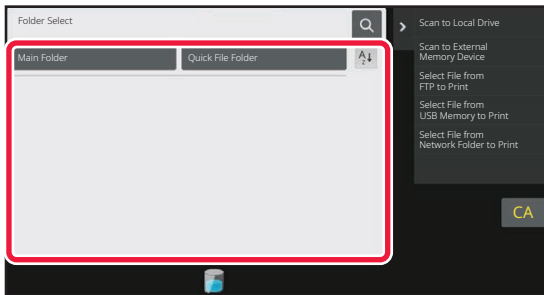 Folder Select
Main Folder
Quick File Folder
A
Z
Scan to Local Drive
Scan to External
Memory Device
Select File from
FTP to Print
Select File from
USB Memory to Print
Select File from
Network Folder to Print
CA